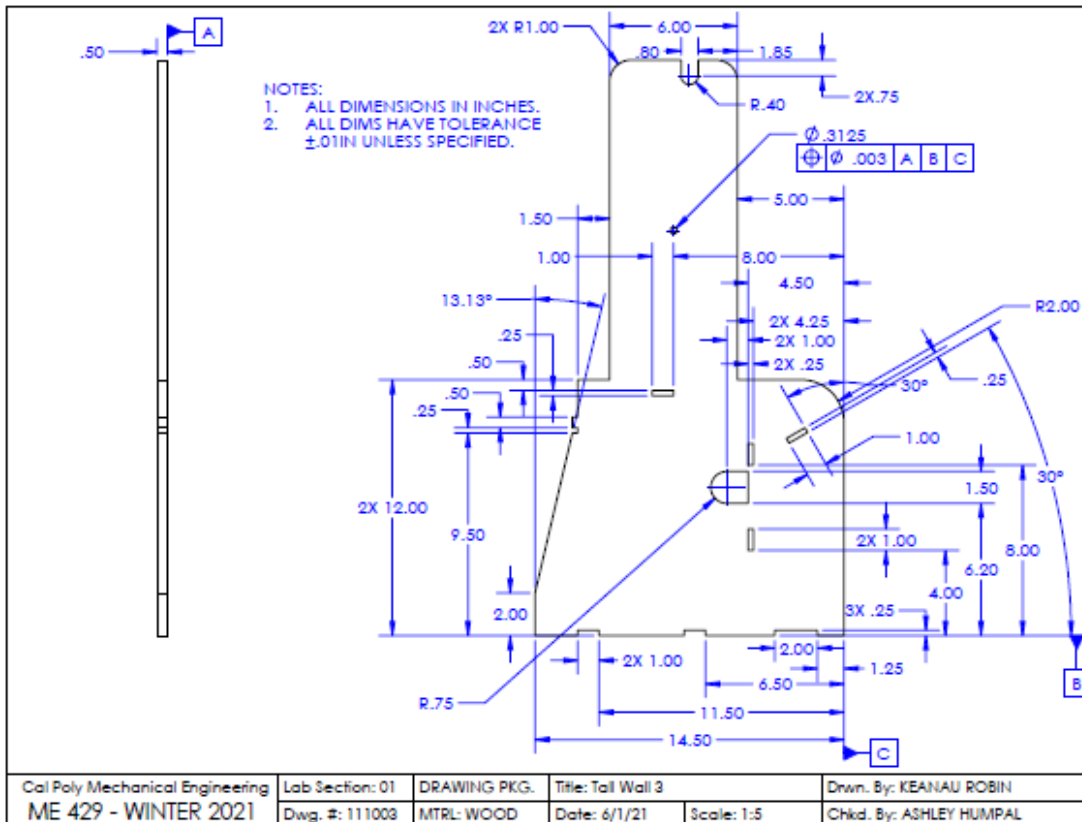 A
.50
2X R1.00
6.00
.80
1.85
2X.75
R.40
NOTES:
1. ALL DIMENSIONS IN INCHES.
2. ALL DIMS HAVE TOLERANCE
±.01IN UNLESS SPECIFIED.
Ø.3125
⌖ Ø .003 A B C
5.00
1.50
1.00
8.00
4.50
13.13°
R2.00
2X 4.25
2X 1.00
.25
2X .25
.50
30°
.25
.50
.25
1.00
30°
2X 12.00
9.50
1.50
8.00
2X 1.00
6.20
4.00
2.00
3X .25
2X 1.00
2.00
1.25
B
R.75
6.50
11.50
14.50
C
Cal Poly Mechanical Engineering
ME 429 - WINTER 2021
Lab Section: 01
DRAWING PKG.
Title: Tall Wall 3
Drwn. By: KEANAU ROBIN
Dwg. #: 111003
MTRL: WOOD
Date: 6/1/21
Scale: 1:5
Chkd. By: ASHLEY HUMPAL